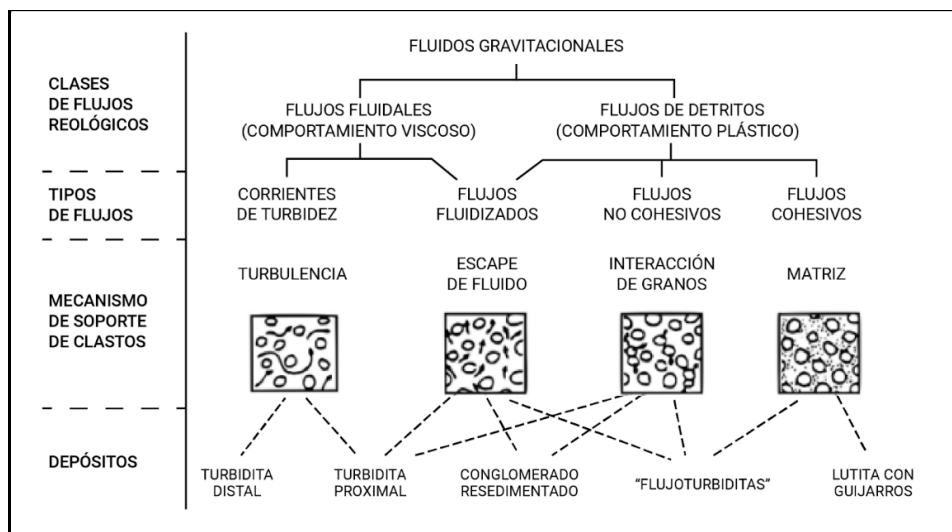 FLUIDOS GRAVITACIONALES
CLASES
DE FLUJOS
REOLÓGICOS
FLUJOS FLUIDALES
(COMPORTAMIENTO VISCOSO)
FLUJOS DE DETRITOS
(COMPORTAMIENTO PLÁSTICO)
TIPOS
DE FLUJOS
CORRIENTES
DE TURBIDEZ
FLUJOS
FLUIDIZADOS
FLUJOS
NO COHESIVOS
FLUJOS
COHESIVOS
MECANISMO
DE SOPORTE
DE CLASTOS
TURBULENCIA
ESCAPE
DE FLUIDO
INTERACCIÓN
DE GRANOS
MATRIZ
DEPÓSITOS
TURBIDITA
DISTAL
TURBIDITA
PROXIMAL
CONGLOMERADO
RESEDIMENTADO
“FLUJOTURBIDITAS”
LUTITA CON
GUIJARROS